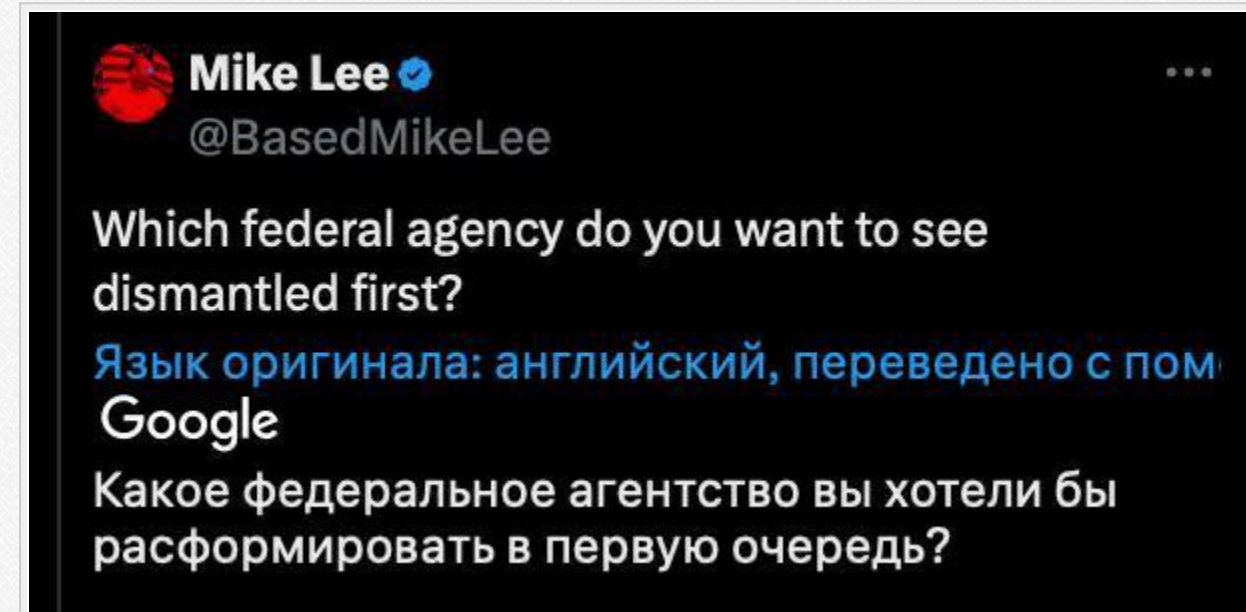 Mike Lee
@BasedMikeLee
Which federal agency do you want to see
dismantled first?
Язык оригинала: английский, переведено с
Google
Какое федеральное агентство вы хотели бы
расформировать в первую очередь?